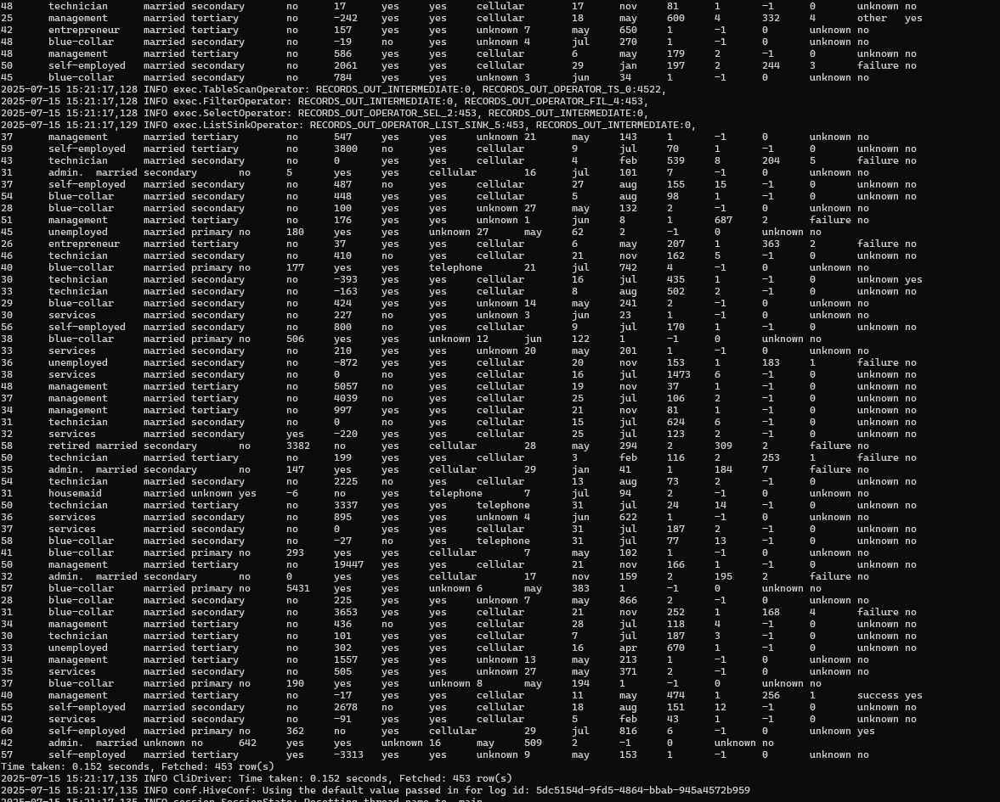 48 technician married secondary no 17 yes yes cellular 17 nov 81 1 -1 0 unknown no
25 management married tertiary no -242 yes yes cellular 18 may 600 4 332 4 other yes
42 entrepreneur married tertiary no 157 yes yes unknown 7 may 650 1 -1 0 unknown no
48 blue-collar married secondary no -19 no yes unknown 4 jul 270 1 -1 0 unknown no
48 management married tertiary no 586 yes yes cellular 6 may 179 2 -1 0 unknown no
50 self-employed married tertiary no 2061 yes yes cellular 29 jan 197 2 244 3 failure no
45 blue-collar married secondary no 784 yes yes unknown 3 jun 34 1 -1 0 unknown no
2025-07-15 15:21:17,128 INFO exec.TableScanOperator: RECORDS_OUT_INTERMEDIATE:0, RECORDS_OUT_OPERATOR_TS_0:4522,
2025-07-15 15:21:17,128 INFO exec.FilterOperator: RECORDS_OUT_INTERMEDIATE:0, RECORDS_OUT_OPERATOR_FIL_4:453,
2025-07-15 15:21:17,128 INFO exec.SelectOperator: RECORDS_OUT_OPERATOR_SEL_2:453, RECORDS_OUT_INTERMEDIATE:0,
2025-07-15 15:21:17,129 INFO exec.ListSinkOperator: RECORDS_OUT_OPERATOR_LIST_SINK_5:453, RECORDS_OUT_INTERMEDIATE:0,
37 management married tertiary no 547 yes yes unknown 21 may 143 1 -1 0 unknown no
59 self-employed married tertiary no 3800 no yes cellular 9 jul 70 1 -1 0 unknown no
43 technician married secondary no 0 yes yes cellular 4 feb 539 8 204 5 failure no
31 admin. married secondary no 5 yes yes cellular 16 jul 101 7 -1 0 unknown no
37 self-employed married secondary no 487 no yes cellular 27 aug 155 15 -1 0 unknown no
54 blue-collar married secondary no 448 yes yes cellular 5 aug 98 1 -1 0 unknown no
28 blue-collar married secondary no 100 yes yes unknown 27 may 132 2 -1 0 unknown no
51 management married tertiary no 176 yes yes unknown 1 jun 8 1 687 2 failure no
45 unemployed married primary no 180 yes yes unknown 27 may 62 2 -1 0 unknown no
26 entrepreneur married tertiary no 37 yes yes cellular 6 may 207 1 363 2 failure no
46 technician married secondary no 410 no yes cellular 21 nov 162 5 -1 0 unknown no
40 blue-collar married primary no 177 yes yes telephone 21 jul 742 4 -1 0 unknown no
30 technician married secondary no -393 yes yes cellular 16 jul 435 1 -1 0 unknown yes
33 technician married secondary no -163 yes yes cellular 8 aug 502 2 -1 0 unknown no
29 blue-collar married secondary no 424 yes yes unknown 14 may 241 2 -1 0 unknown no
30 services married secondary no 227 no yes unknown 3 jun 23 1 -1 0 unknown no
56 self-employed married secondary no 800 no yes cellular 9 jul 170 1 -1 0 unknown no
38 blue-collar married primary no 506 yes yes unknown 12 jun 122 1 -1 0 unknown no
33 services married secondary no 210 yes yes unknown 20 may 201 1 -1 0 unknown no
36 unemployed married secondary no -872 yes yes cellular 20 nov 153 1 183 1 failure no
38 services married secondary no 0 no yes cellular 16 jul 1473 6 -1 0 unknown no
48 management married tertiary no 5057 no yes cellular 19 nov 37 1 -1 0 unknown no
37 management married tertiary no 4039 no yes cellular 25 jul 106 2 -1 0 unknown no
34 management married tertiary no 997 yes yes cellular 21 nov 81 1 -1 0 unknown no
31 technician married secondary no 0 no yes cellular 15 jul 624 6 -1 0 unknown no
32 services married secondary yes -220 yes yes cellular 25 jul 123 2 -1 0 unknown no
58 retired married secondary no 3382 no yes cellular 28 may 294 2 309 2 failure no
50 technician married tertiary no 199 yes yes cellular 3 feb 116 2 253 1 failure no
35 admin. married secondary no 147 yes yes cellular 29 jan 41 1 184 7 failure no
54 technician married secondary no 2225 no yes cellular 13 aug 73 2 -1 0 unknown no
31 housemaid married unknown yes -6 no yes telephone 7 jul 94 2 -1 0 unknown no
50 technician married tertiary no 3337 yes yes telephone 31 jul 24 14 -1 0 unknown no
36 services married secondary no 895 yes yes unknown 4 jun 622 1 -1 0 unknown no
37 services married secondary no 0 yes yes cellular 31 jul 187 2 -1 0 unknown no
58 blue-collar married secondary no -27 no yes telephone 31 jul 77 13 -1 0 unknown no
41 blue-collar married primary no 293 yes yes cellular 7 may 102 1 -1 0 unknown no
50 management married tertiary no 19447 yes yes cellular 21 nov 166 1 -1 0 unknown no
32 admin. married secondary no 0 yes yes cellular 17 nov 159 2 195 2 failure no
57 blue-collar married primary no 5431 yes yes unknown 6 may 383 1 -1 0 unknown no
28 blue-collar married secondary no 225 yes yes unknown 7 may 866 2 -1 0 unknown no
31 blue-collar married secondary no 3653 yes yes cellular 21 nov 252 1 168 4 failure no
34 management married tertiary no 436 no yes cellular 28 jul 118 4 -1 0 unknown no
30 technician married secondary no 101 yes yes cellular 7 jul 187 3 -1 0 unknown no
33 unemployed married tertiary no 302 yes yes cellular 16 apr 670 1 -1 0 unknown no
34 management married tertiary no 1557 yes yes unknown 13 may 213 1 -1 0 unknown no
35 services married secondary no 505 yes yes unknown 27 may 371 2 -1 0 unknown no
37 blue-collar married primary no 190 yes yes unknown 8 may 194 1 -1 0 unknown no
40 management married tertiary no -17 yes yes cellular 11 may 474 1 256 1 success yes
55 self-employed married secondary no 2678 no yes cellular 18 aug 151 12 -1 0 unknown no
42 services married secondary no -91 yes yes cellular 5 feb 43 1 -1 0 unknown no
60 self-employed married primary no 362 no yes cellular 29 jul 816 6 -1 0 unknown yes
42 admin. married unknown no 642 yes yes unknown 16 may 509 2 -1 0 unknown no
57 self-employed married tertiary yes -3313 yes yes unknown 9 may 153 1 -1 0 unknown no
Time taken: 0.152 seconds, Fetched: 453 row(s)
2025-07-15 15:21:17,135 INFO CliDriver: Time taken: 0.152 seconds, Fetched: 453 row(s)
2025-07-15 15:21:17,135 INFO conf.HiveConf: Using the default value passed in for log id: 5dc5154d-9fd5-4864-bbab-945a4572b959
2025-07-15 15:21:17,135 INFO session.SessionState: Resetting thread name to main